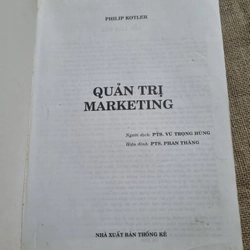 PHILIP KOTLER
QUẢN TRỊ
MARKETING
Người dịch: PTS. VŨ TRỌNG HÙNG
Hiệu đính: PTS. PHAN THĂNG
NHÀ XUẤT BẢN THỐNG KÊ